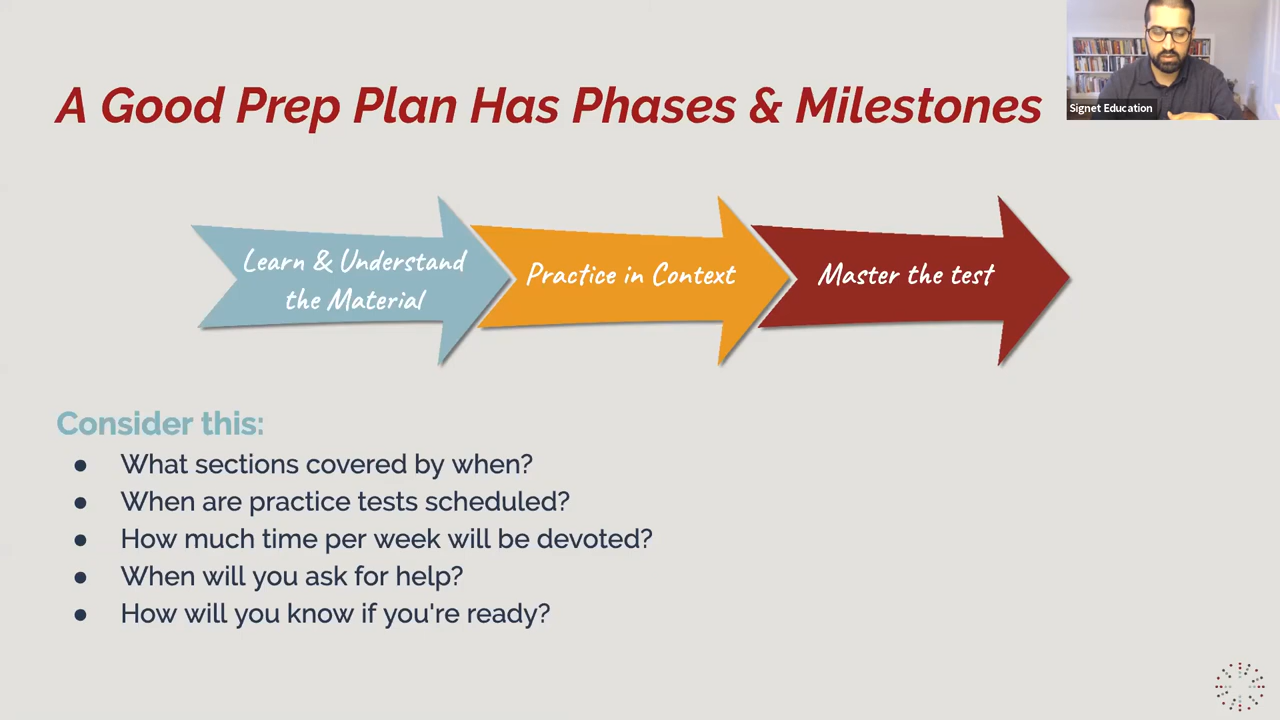 A Good Prep Plan Has Phases & Milestones
Signet Education
Learn & Understand
the Material
Practice in Context
Master the test
Consider this:
● What sections covered by when?
● When are practice tests scheduled?
● How much time per week will be devoted?
● When will you ask for help?
● How will you know if you're ready?